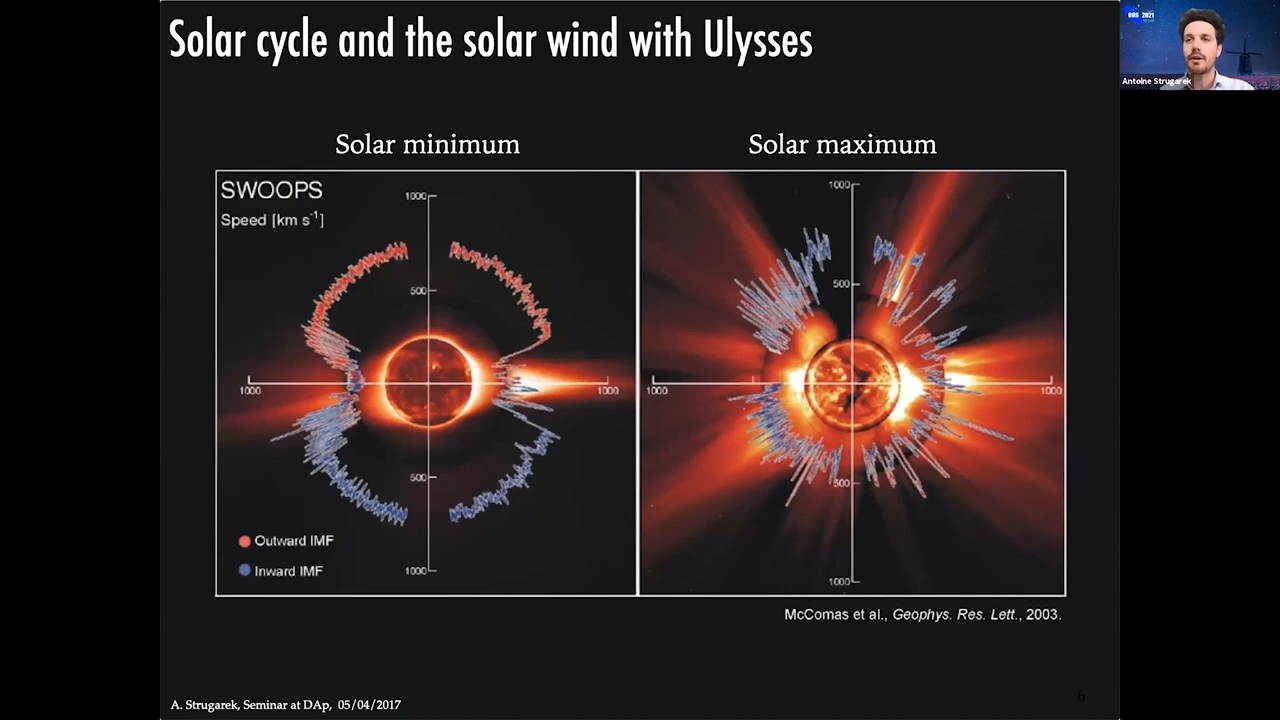 Solar cycle and the solar wind with Ulysses
EAS 2021
Antoine Strugarek
Solar minimum
Solar maximum
SWOOPS
Speed [km s⁻¹]
1000
500
1000
1000
500
1000
Outward IMF
Inward IMF
1000
500
1000
1000
500
1000
McComas et al., Geophys. Res. Lett., 2003.
A. Strugarek, Seminar at DAp, 05/04/2017
6